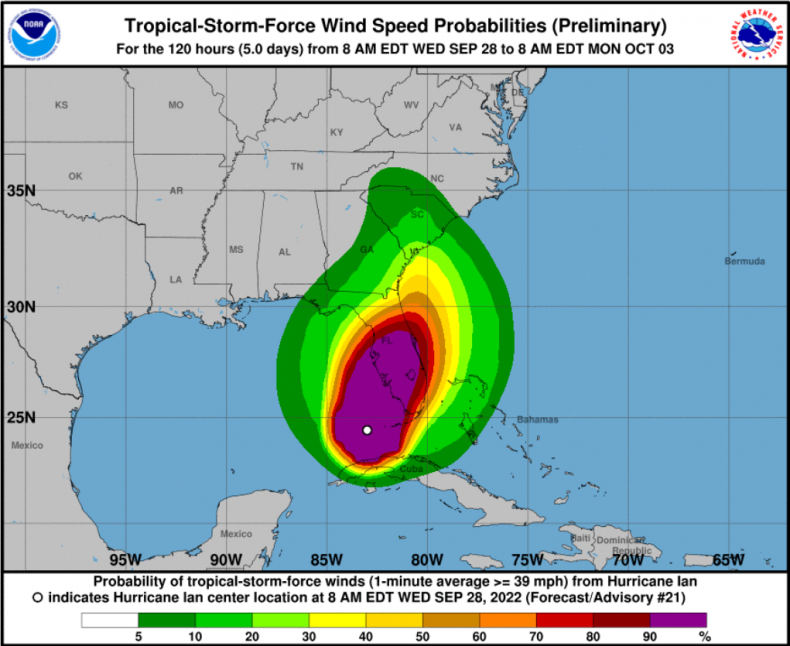 NOAA
Tropical-Storm-Force Wind Speed Probabilities (Preliminary)
For the 120 hours (5.0 days) from 8 AM EDT WED SEP 28 to 8 AM EDT MON OCT 03
NATIONAL WEATHER SERVICE
KS MO WV DE
KY VA
OK AR TN NC
35N
SC
MS AL GA
LA
Bermuda
30N
FL
25N
Mexico
Bahamas
Cuba
Mexico
Haiti Dominican
Republic
95W 90W 85W 80W 75W 70W 65W
Probability of tropical-storm-force winds (1-minute average >= 39 mph) from Hurricane Ian
indicates Hurricane Ian center location at 8 AM EDT WED SEP 28, 2022 (Forecast/Advisory #21)
5 10 20 30 40 50 60 70 80 90 %